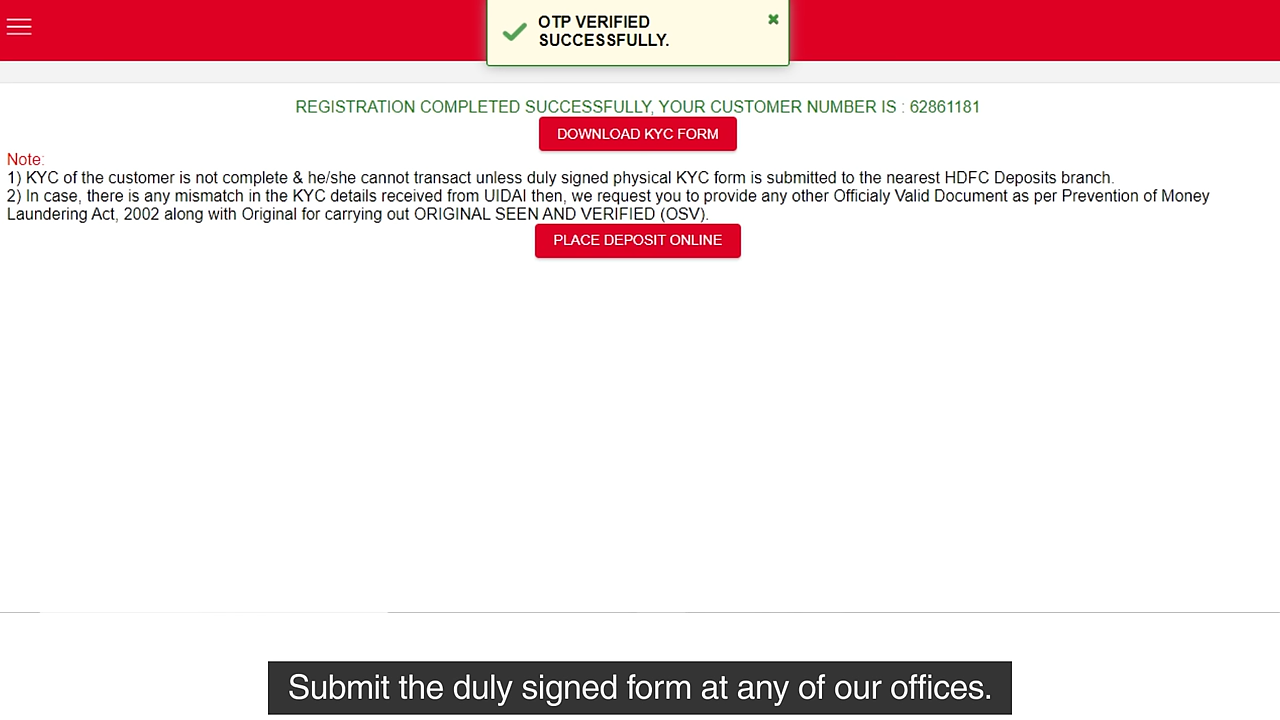 OTP VERIFIED
SUCCESSFULLY.
REGISTRATION COMPLETED SUCCESSFULLY, YOUR CUSTOMER NUMBER IS : 62861181
DOWNLOAD KYC FORM
Note:
1) KYC of the customer is not complete & he/she cannot transact unless duly signed physical KYC form is submitted to the nearest HDFC Deposits branch.
2) In case, there is any mismatch in the KYC details received from UIDAI then, we request you to provide any other Officialy Valid Document as per Prevention of Money
Laundering Act, 2002 along with Original for carrying out ORIGINAL SEEN AND VERIFIED (OSV).
PLACE DEPOSIT ONLINE
Submit the duly signed form at any of our offices.